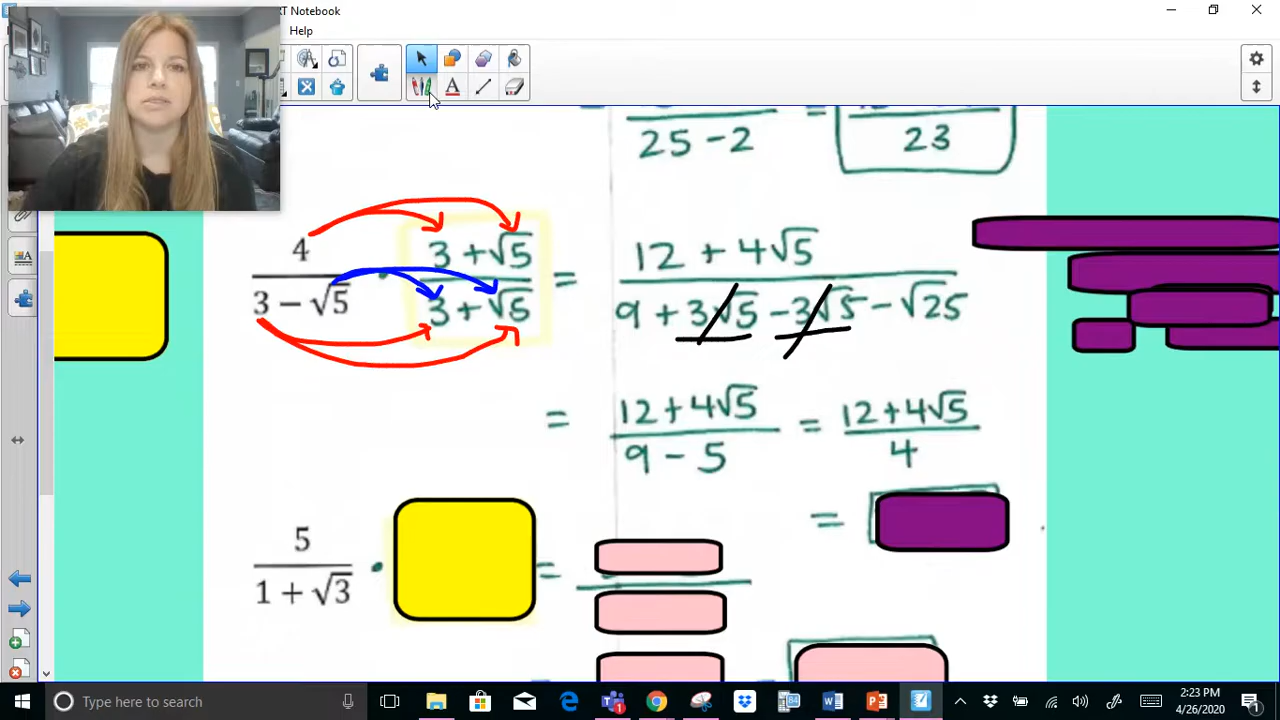 RT Notebook
Help
25 - 2
=
23
4/(3 - √5) · (3 + √5)/(3 + √5) = (12 + 4√5)/(9 + 3√5 - 3√5 - √25)
= (12 + 4√5)/(9 - 5) = (12 + 4√5)/4
=
5/(1 + √3) · =
Type here to search
2:23 PM
4/26/2020